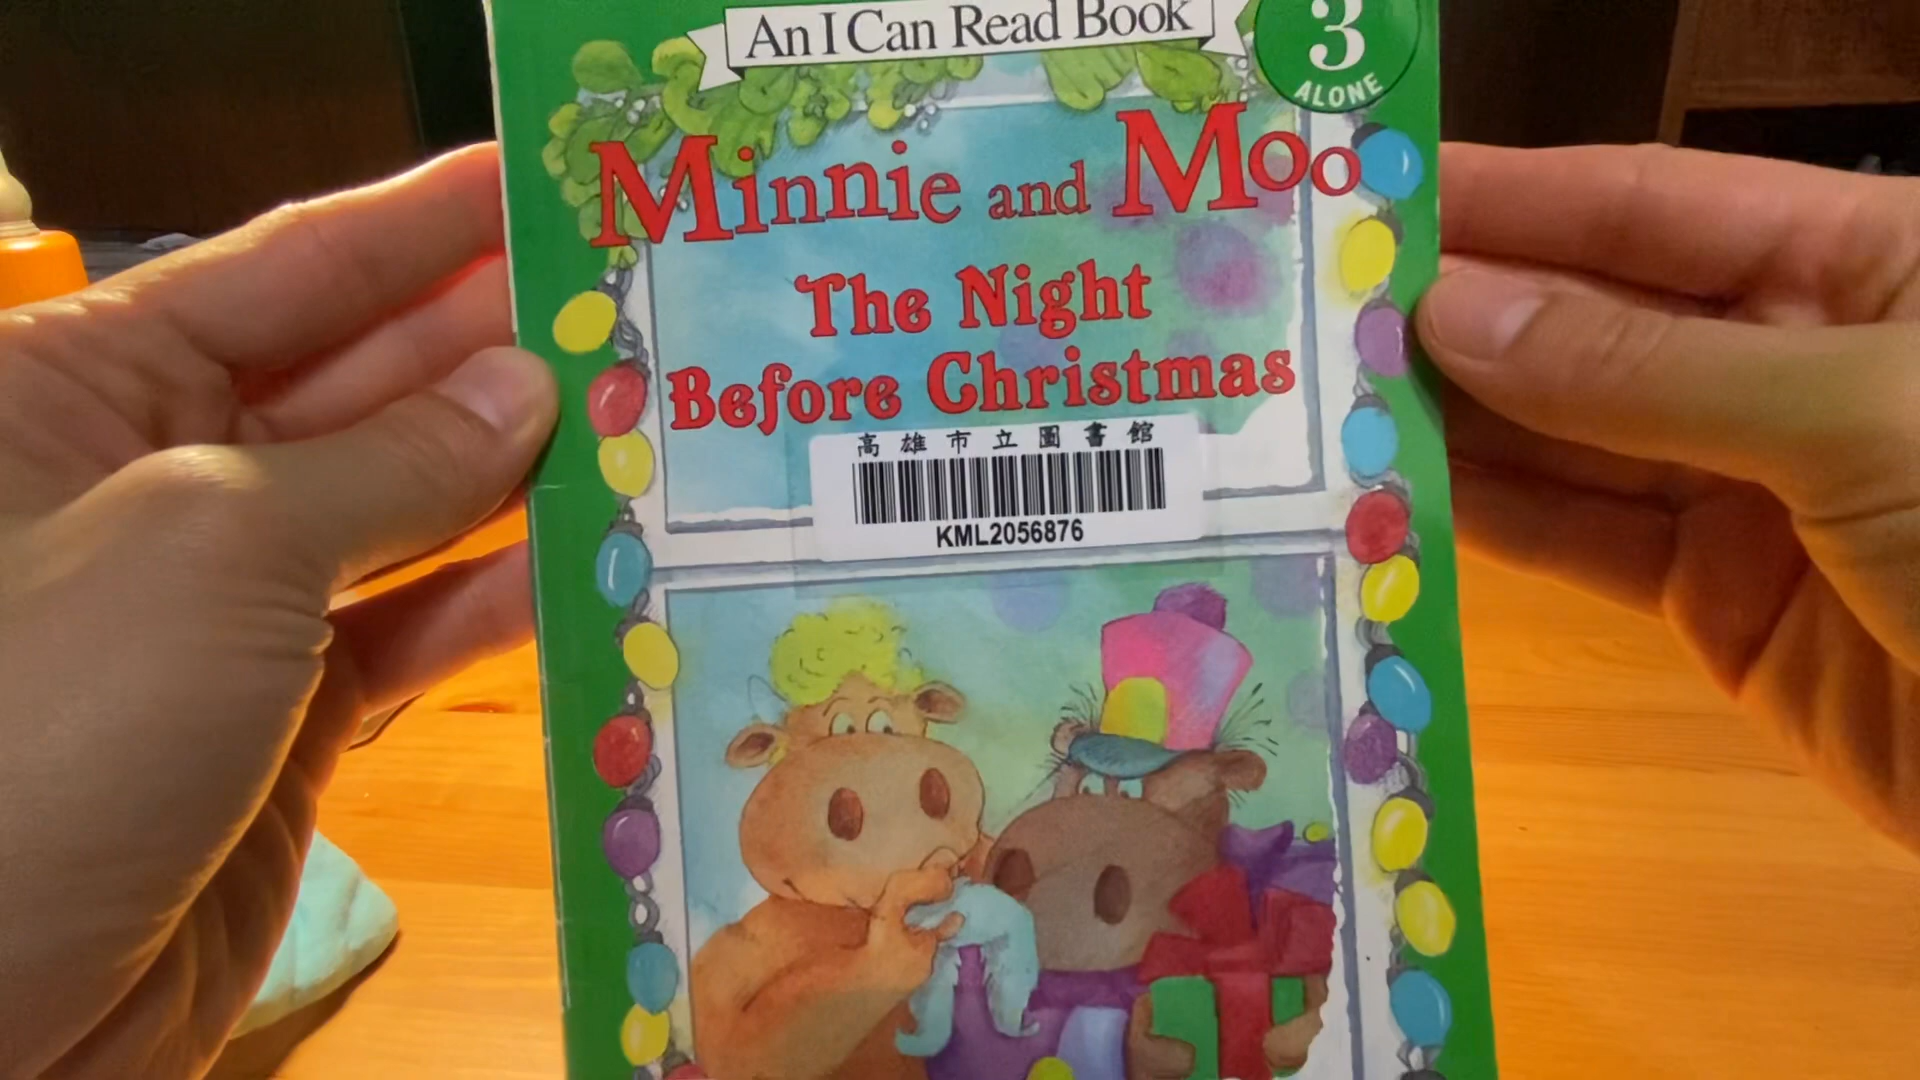 An I Can Read Book
3
ALONE
Minnie and Moo
The Night
Before Christmas
高雄市立圖書館
KML2056876